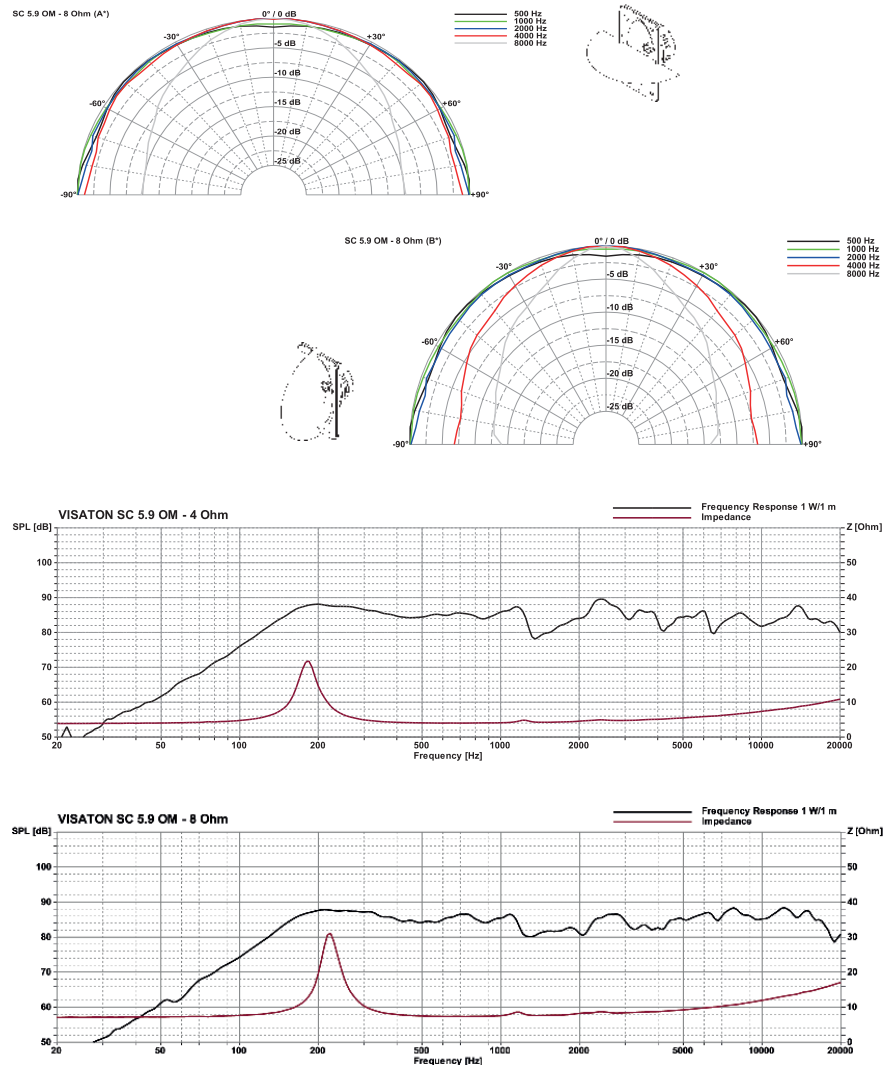 SC 5.9 OM - 8 Ohm (A*)
0° / 0 dB
500 Hz
1000 Hz
2000 Hz
4000 Hz
8000 Hz
-30°
+30°
-5 dB
-10 dB
-60°
+60°
-15 dB
-20 dB
-25 dB
-90°
+90°
SC 5.9 OM - 8 Ohm (B*)
0° / 0 dB
500 Hz
1000 Hz
2000 Hz
4000 Hz
8000 Hz
-30°
+30°
-5 dB
-10 dB
-60°
+60°
-15 dB
-20 dB
-25 dB
-90°
+90°
VISATON SC 5.9 OM - 4 Ohm
Frequency Response 1 W/1 m
Impedance
SPL [dB]
Z [Ohm]
110 50
100 40
90 40
80 30
70 20
60 10
50 0
20 50 100 200 500 1000 2000 5000 10000 20000
Frequency [Hz]
VISATON SC 5.9 OM - 8 Ohm
Frequency Response 1 W/1 m
Impedance
SPL [dB]
Z [Ohm]
110 50
100 40
90 40
80 30
70 20
60 10
50 0
20 50 100 200 500 1000 2000 5000 10000 20000
Frequency [Hz]